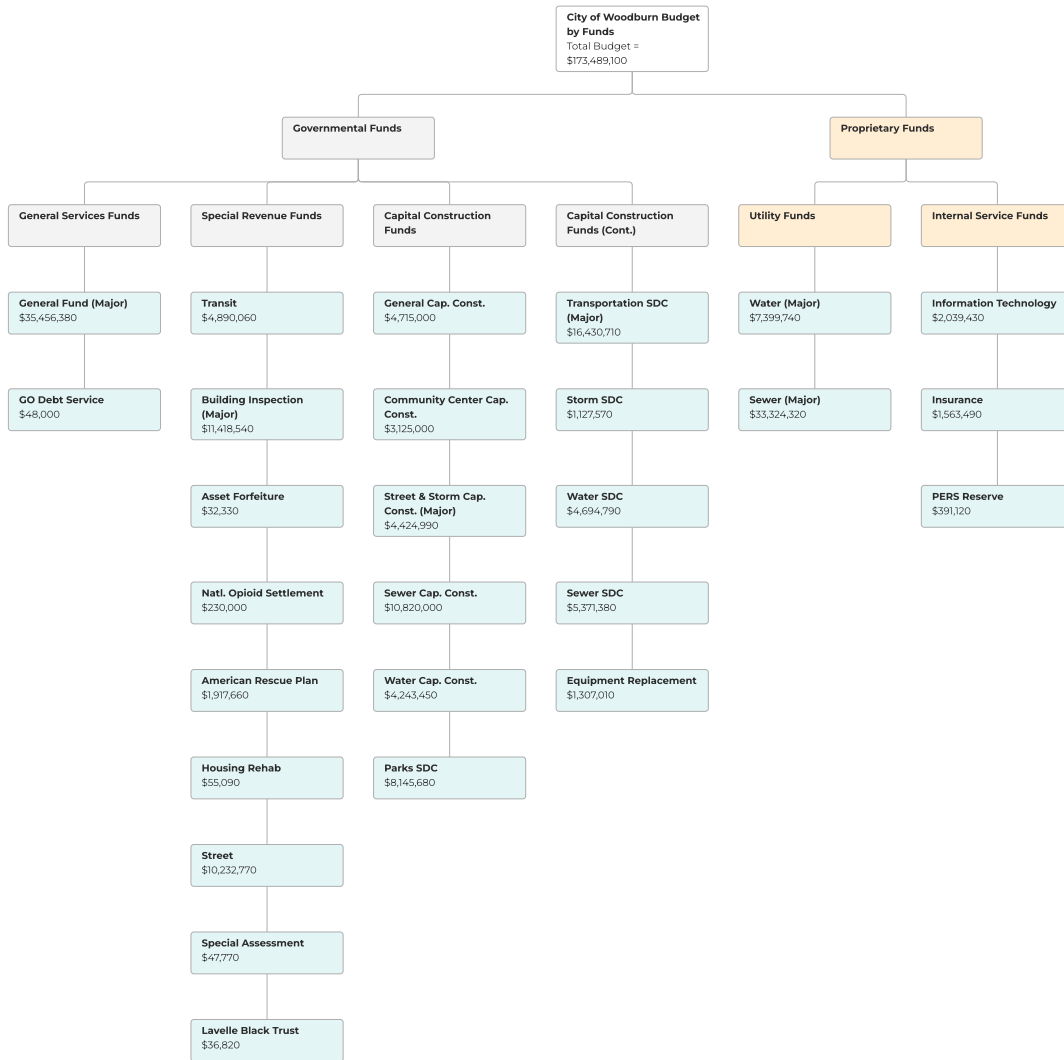 City of Woodburn Budget
by Funds
Total Budget =
$173,489,100
Governmental Funds
Proprietary Funds
General Services Funds
Special Revenue Funds
Capital Construction
Funds
Capital Construction
Funds (Cont.)
Utility Funds
Internal Service Funds
General Fund (Major)
$35,456,380
Transit
$4,890,060
General Cap. Const.
$4,715,000
Transportation SDC
(Major)
$16,430,710
Water (Major)
$7,399,740
Information Technology
$2,039,430
GO Debt Service
$48,000
Building Inspection
(Major)
$11,418,540
Community Center Cap.
Const.
$3,125,000
Storm SDC
$1,127,570
Sewer (Major)
$33,324,320
Insurance
$1,563,490
Asset Forfeiture
$32,330
Street & Storm Cap.
Const. (Major)
$4,424,990
Water SDC
$4,694,790
PERS Reserve
$391,120
Natl. Opioid Settlement
$230,000
Sewer Cap. Const.
$10,820,000
Sewer SDC
$5,371,380
American Rescue Plan
$1,917,660
Water Cap. Const.
$4,243,450
Equipment Replacement
$1,307,010
Housing Rehab
$55,090
Parks SDC
$8,145,680
Street
$10,232,770
Special Assessment
$47,770
Lavelle Black Trust
$36,820